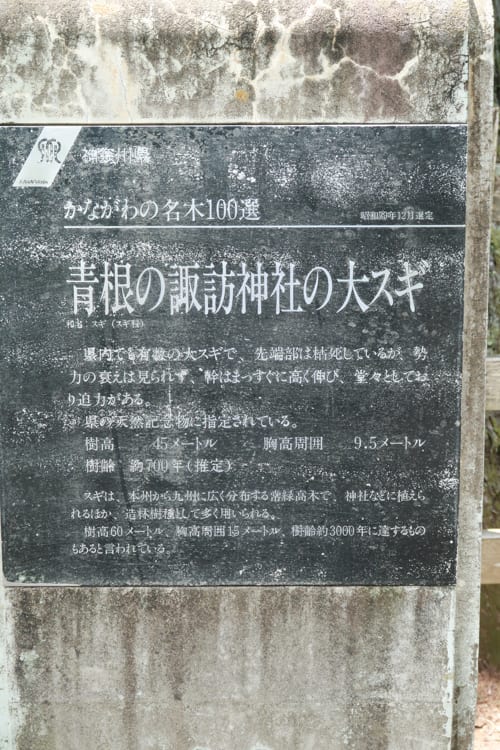 神奈川県
かながわの名木100選
昭和59年12月選定
青根の諏訪神社の大スギ
和名:スギ(スギ科)
県内でも有数の大スギで、先端部は枯死しているが、勢
力の衰えは見られず、幹はまっすぐに高く伸び、堂々としてお
り迫力がある。
県の天然記念物に指定されている。
樹高 45メートル 胸高周囲 9.5メートル
樹齢 約700年(推定)
スギは、本州から九州に広く分布する常緑高木で、神社などに植えら
れるほか、造林樹種として多く用いられる。
樹高60メートル、胸高周囲15メートル、樹齢約3000年に達するもの
もあると言われている。